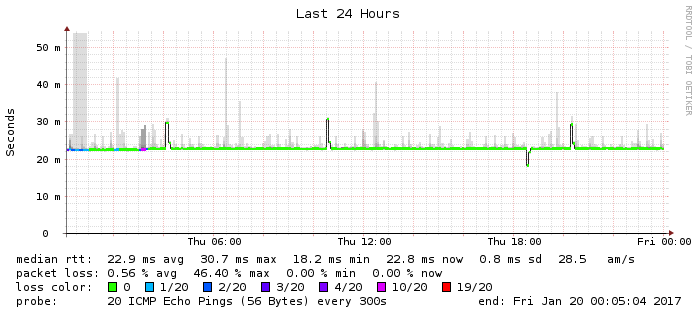 Last 24 Hours
RRDTOOL / TOBI OETIKER
Seconds
50 m
40 m
30 m
20 m
10 m
0
Thu 06:00 Thu 12:00 Thu 18:00 Fri 00:00
median rtt: 22.9 ms avg 30.7 ms max 18.2 ms min 22.8 ms now 0.8 ms sd 28.5 am/s
packet loss: 0.56 % avg 46.40 % max 0.00 % min 0.00 % now
loss color: 0 1/20 2/20 3/20 4/20 10/20 19/20
probe: 20 ICMP Echo Pings (56 Bytes) every 300s end: Fri Jan 20 00:05:04 2017